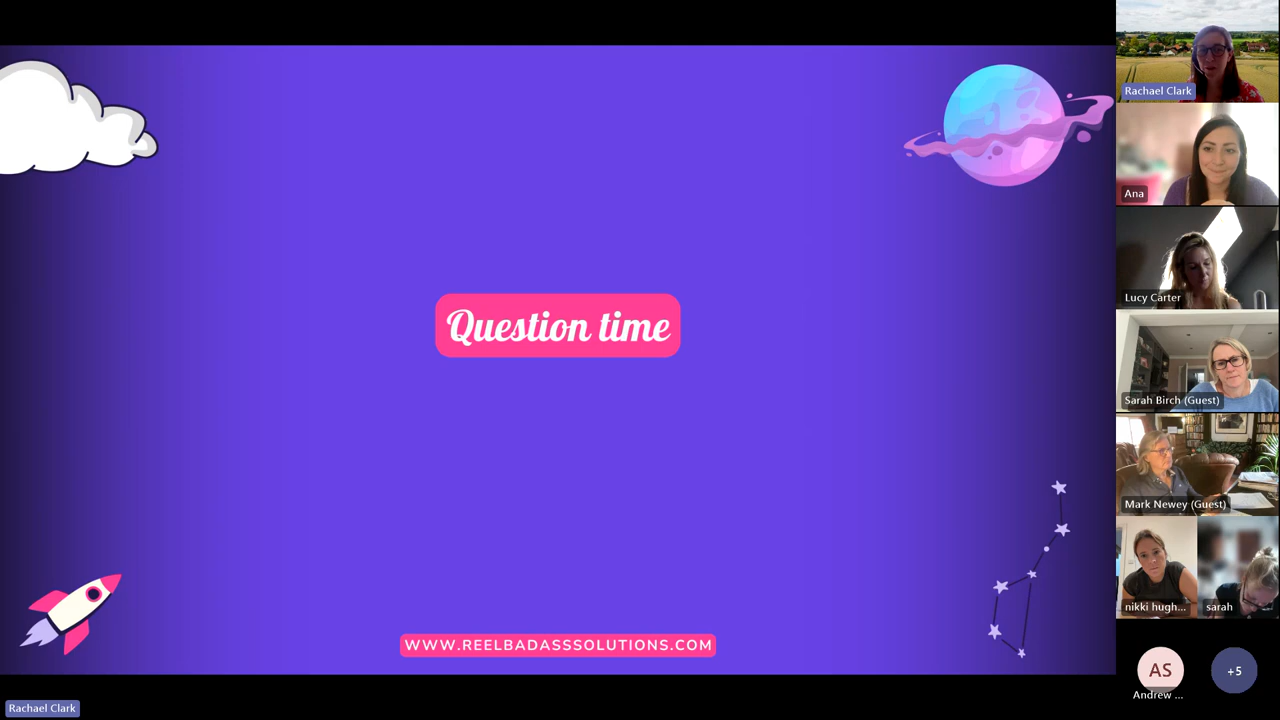 Question time
WWW.REELBADASSSOLUTIONS.COM
Rachael Clark
Rachael Clark
Ana
Lucy Carter
Sarah Birch (Guest)
Mark Newey (Guest)
nikki hugh...
sarah
AS
Andrew ...
+5